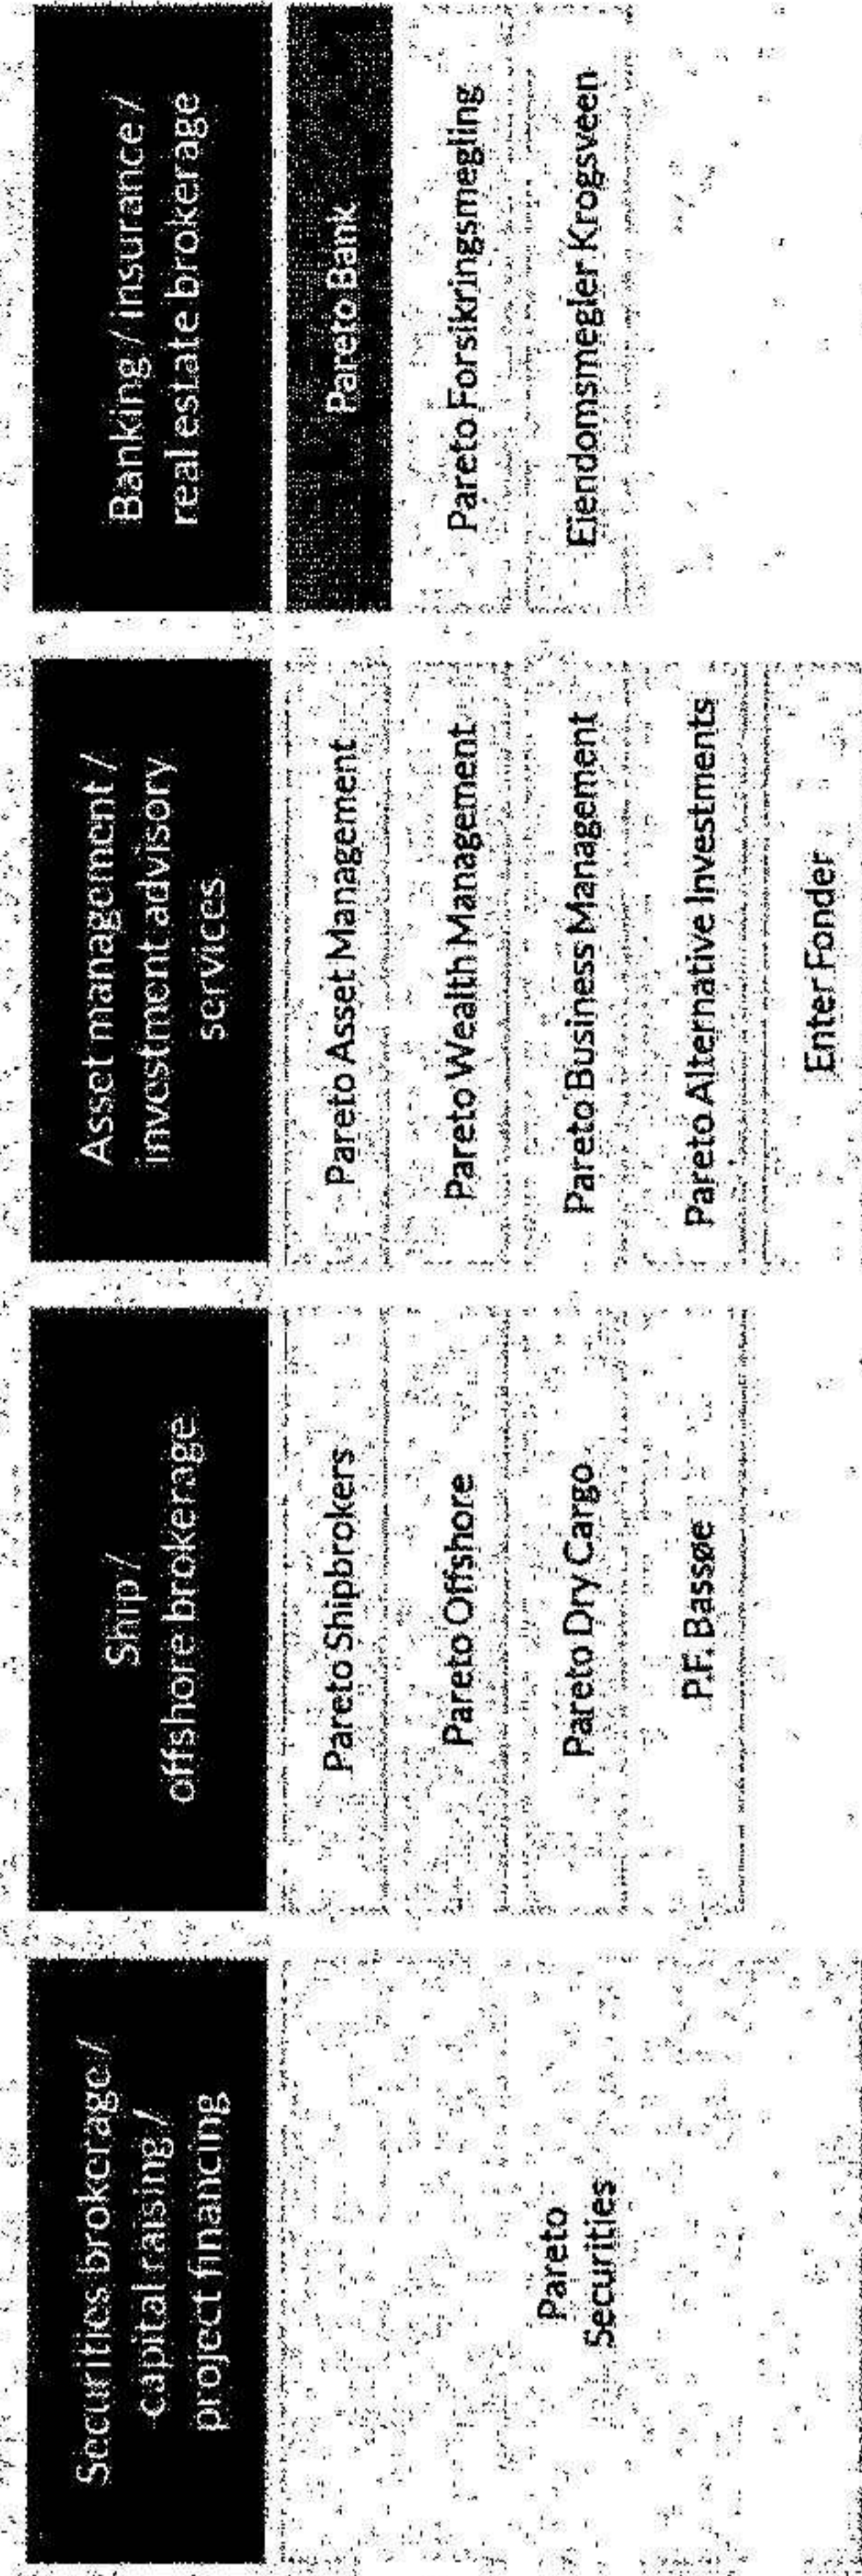 Securities brokerage /
capital raising /
project financing
Pareto
Securities
Ship /
offshore brokerage
Pareto Shipbrokers
Pareto Offshore
Pareto Dry Cargo
P.F. Bassøe
Asset management /
investment advisory
services
Pareto Asset Management
Pareto Wealth Management
Pareto Business Management
Pareto Alternative Investments
Enter Fonder
Banking / insurance /
real estate brokerage
Pareto Bank
Pareto Forsikringsmegling
Eiendomsmegler Krogsveen